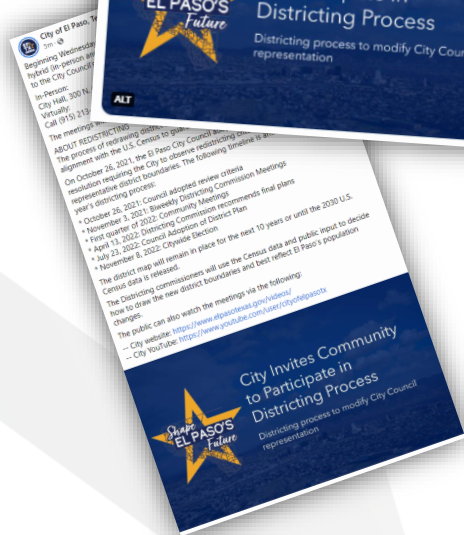 EL PASO'S
Future
Districting Process
Districting process to modify City Coun
representation
ALT
City of El Paso, Te
5m
Beginning Wednesday
hybrid (in-person an
to the City Council
In-Person:
City Hall, 300 N.
Virtually:
Call (915) 213-
The meetings
ABOUT REDISTRICTING
The process of redrawing distric
alignment with the U.S. Census to gua
On October 26, 2021, the El Paso City Council
resolution requiring the City to observe redistricting
representative district boundaries. The following timeline is
year's districting process:
* October 26, 2021: Council adopted review criteria
* November 3, 2021: Biweekly Districting Commission Meetings
* First quarter of 2022: Community Meetings
* April 13, 2022: Districting Commission recommends final plans
* July 23, 2022: Council Adoption of District Plan
* November 8, 2022: Citywide Election
The district map will remain in place for the next 10 years or until the 2030 U.S.
Census data is released.
The Districting commissioners will use the Census data and public input to decide
how to draw the new district boundaries and best reflect El Paso's population
changes.
The public can also watch the meetings via the following:
-- City website: https://www.elpasotexas.gov/videos/
-- City YouTube: https://www.youtube.com/user/cityofelpasotx
Shape
EL PASO'S
Future
City Invites Community
to Participate in
Districting Process
Districting process to modify City Council
representation